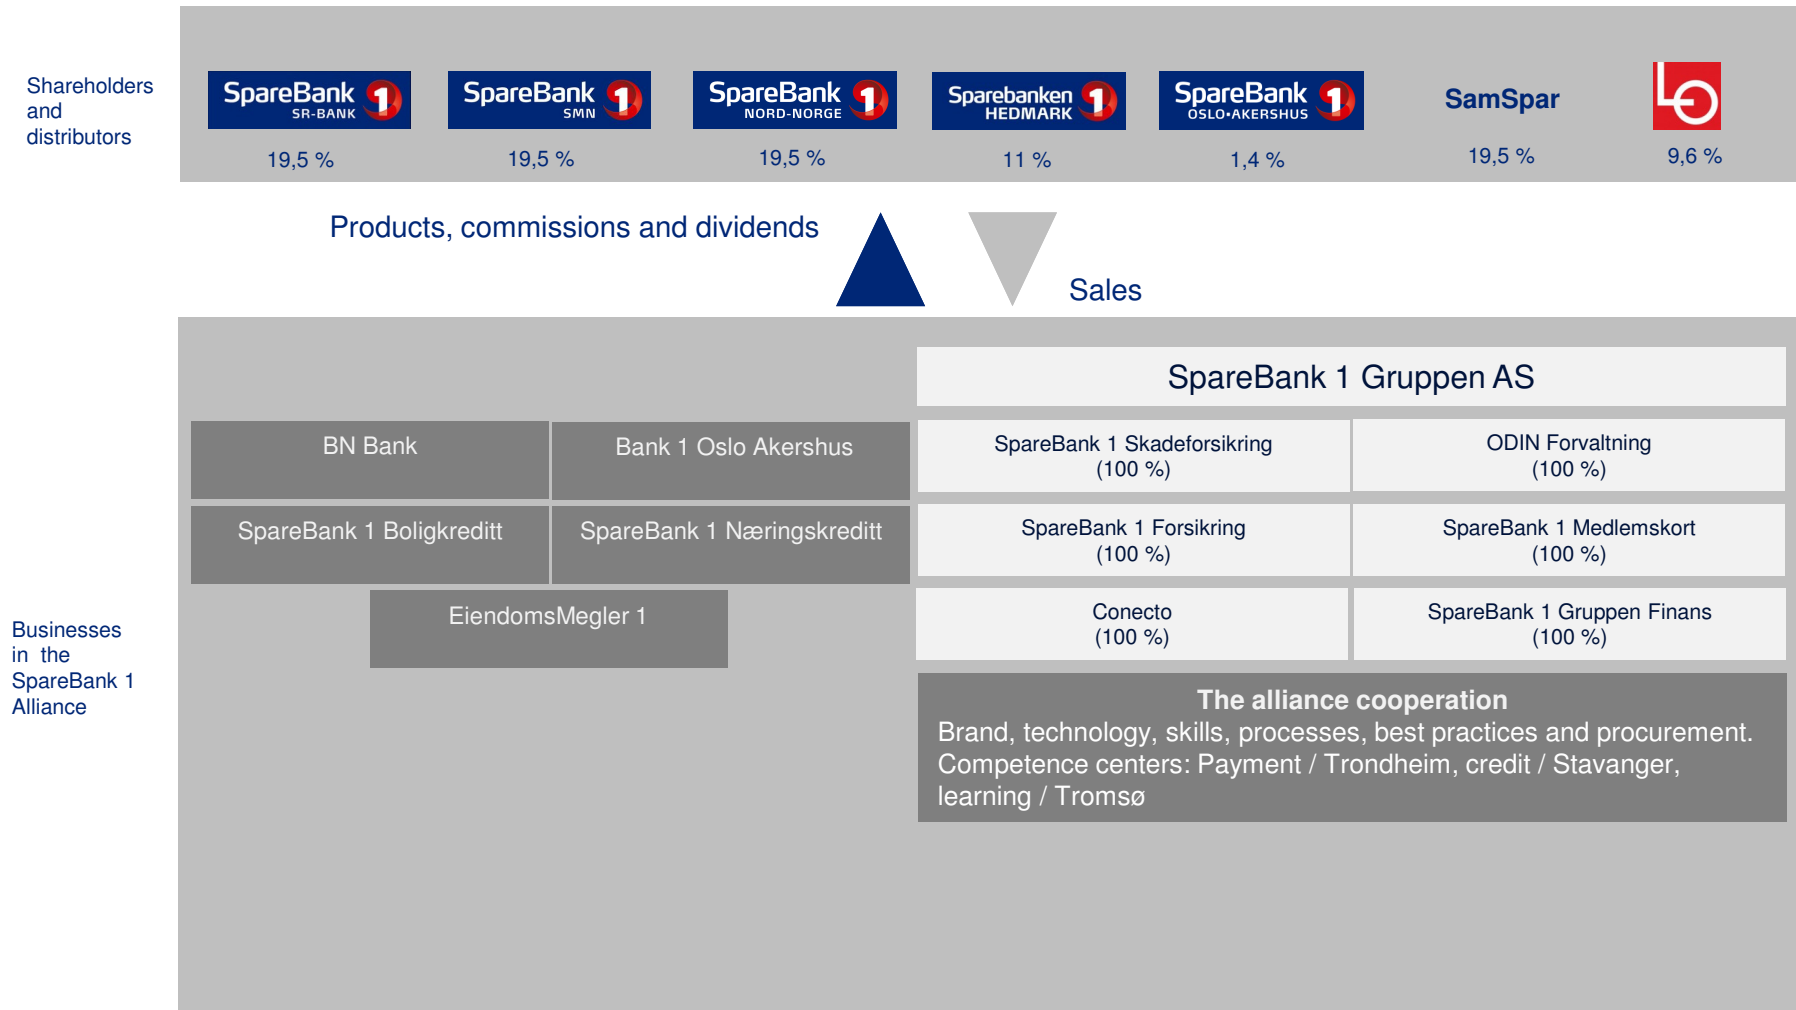 Shareholders
and
distributors
SpareBank 1
SR-BANK
SpareBank 1
SMN
SpareBank 1
NORD-NORGE
Sparebanken 1
HEDMARK
SpareBank 1
OSLO•AKERSHUS
SamSpar
LO
19,5 %
19,5 %
19,5 %
11 %
1,4 %
19,5 %
9,6 %
Products, commissions and dividends
Sales
SpareBank 1 Gruppen AS
BN Bank
Bank 1 Oslo Akershus
SpareBank 1 Skadeforsikring
(100 %)
ODIN Forvaltning
(100 %)
SpareBank 1 Boligkreditt
SpareBank 1 Næringskreditt
SpareBank 1 Forsikring
(100 %)
SpareBank 1 Medlemskort
(100 %)
EiendomsMegler 1
Conecto
(100 %)
SpareBank 1 Gruppen Finans
(100 %)
Businesses
in the
SpareBank 1
Alliance
The alliance cooperation
Brand, technology, skills, processes, best practices and procurement.
Competence centers: Payment / Trondheim, credit / Stavanger,
learning / Tromsø